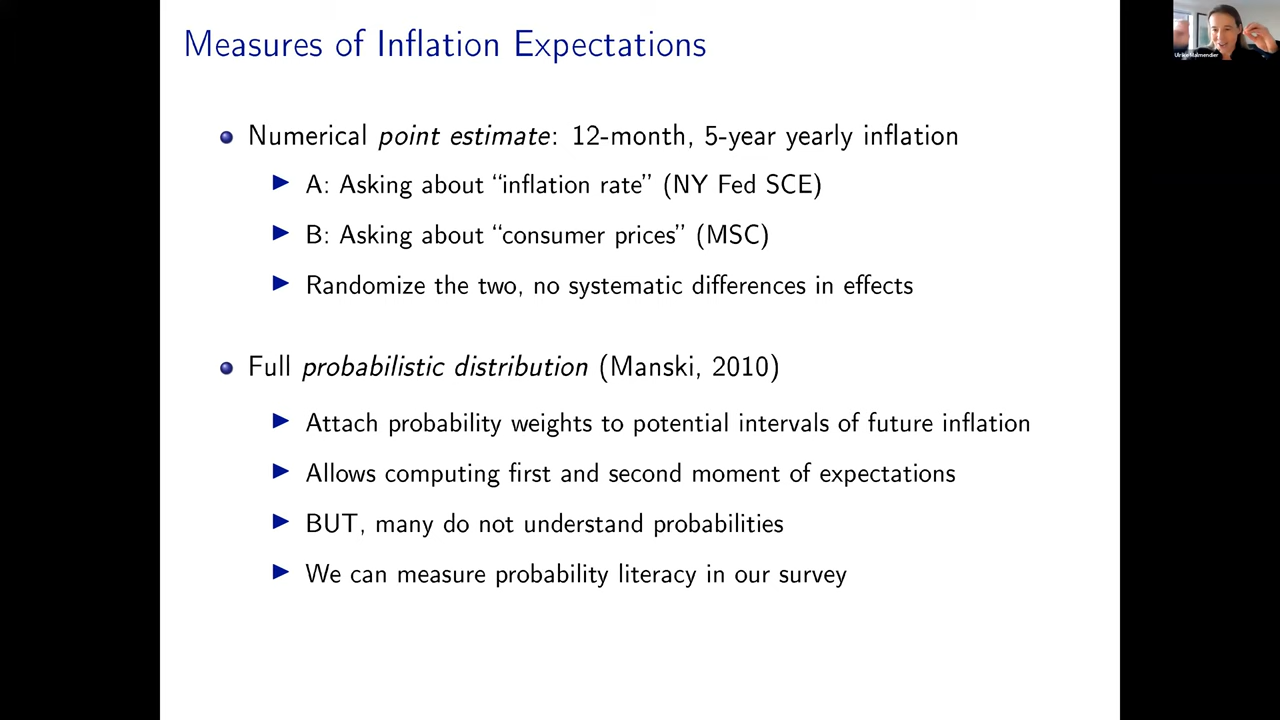 Measures of Inflation Expectations
Ulrike Malmendier
Numerical point estimate: 12-month, 5-year yearly inflation
A: Asking about “inflation rate” (NY Fed SCE)
B: Asking about “consumer prices” (MSC)
Randomize the two, no systematic differences in effects
Full probabilistic distribution (Manski, 2010)
Attach probability weights to potential intervals of future inflation
Allows computing first and second moment of expectations
BUT, many do not understand probabilities
We can measure probability literacy in our survey